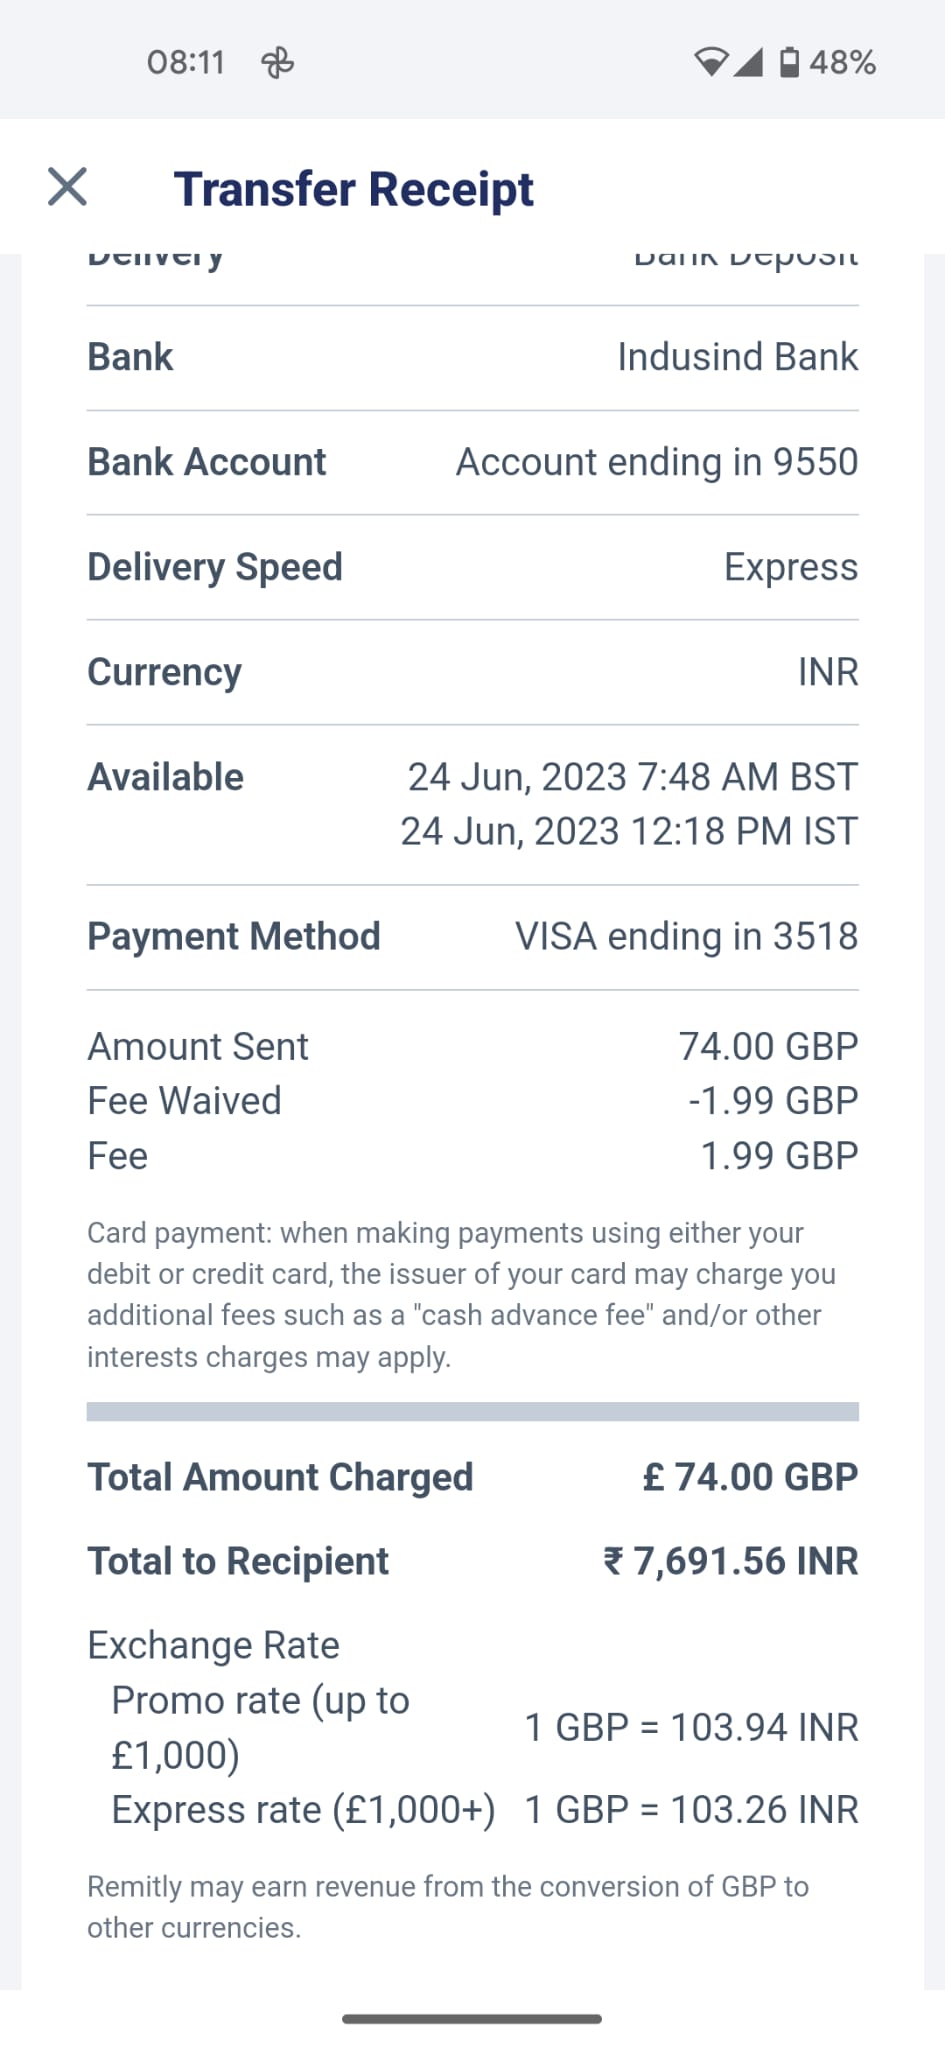 08:11
48%
Transfer Receipt
Delivery Bank Deposit
Bank Indusind Bank
Bank Account Account ending in 9550
Delivery Speed Express
Currency INR
Available 24 Jun, 2023 7:48 AM BST
24 Jun, 2023 12:18 PM IST
Payment Method VISA ending in 3518
Amount Sent 74.00 GBP
Fee Waived -1.99 GBP
Fee 1.99 GBP
Card payment: when making payments using either your
debit or credit card, the issuer of your card may charge you
additional fees such as a "cash advance fee" and/or other
interests charges may apply.
Total Amount Charged £ 74.00 GBP
Total to Recipient ₹ 7,691.56 INR
Exchange Rate
Promo rate (up to
£1,000) 1 GBP = 103.94 INR
Express rate (£1,000+) 1 GBP = 103.26 INR
Remitly may earn revenue from the conversion of GBP to
other currencies.